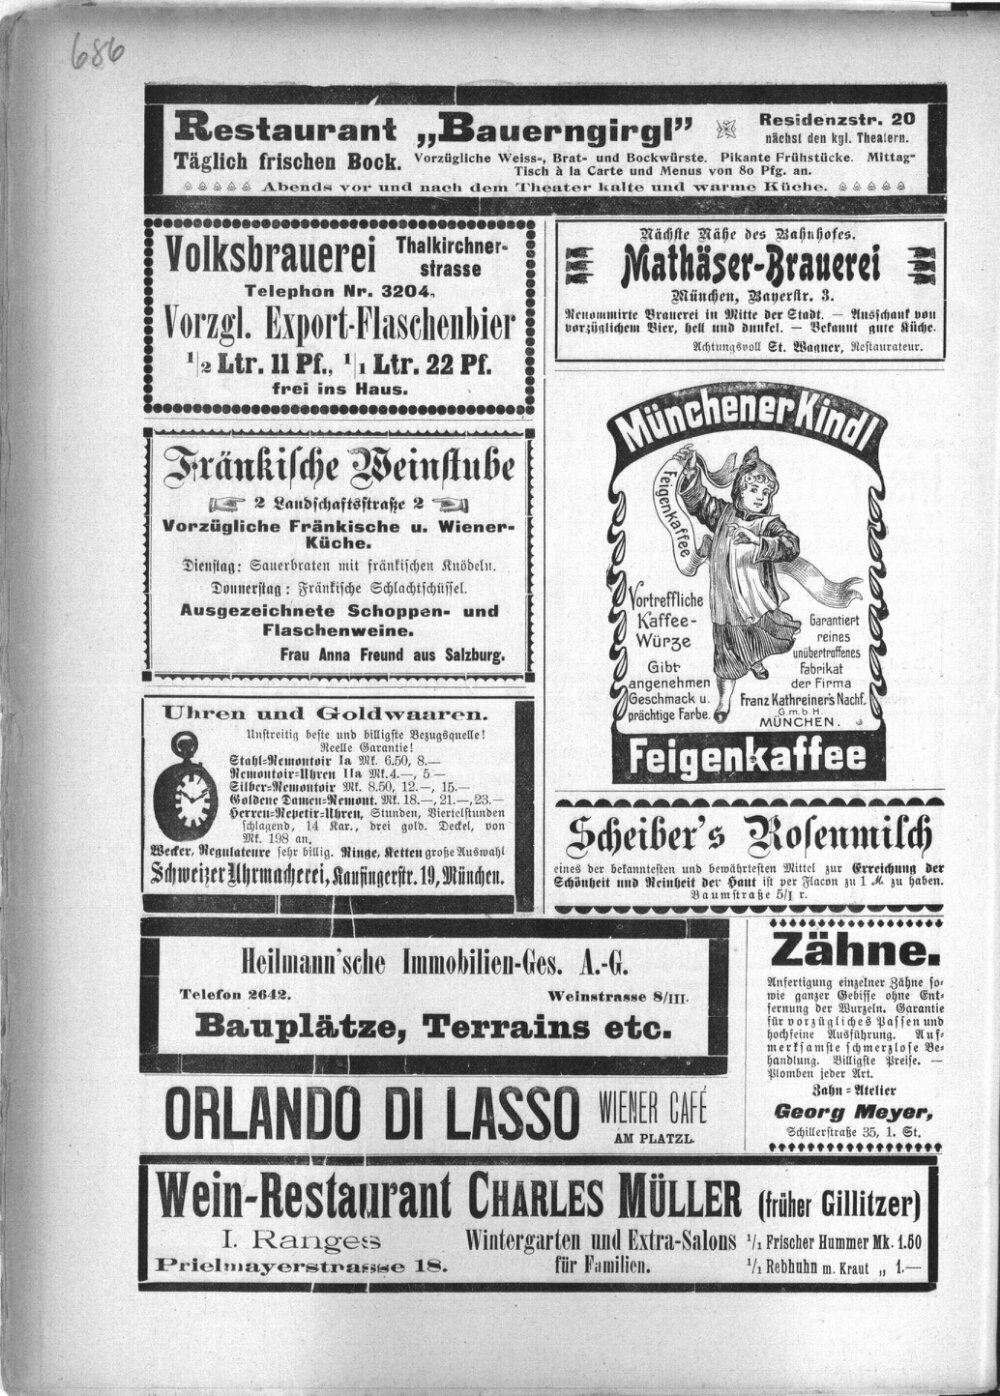 686
Restaurant „Bauerngirgl”
Residenzstr. 20
nächst den kgl. Theatern.
Täglich frischen Bock.
Vorzügliche Weiss-, Brat- und Bockwürste. Pikante Frühstücke. Mittag-
Tisch à la Carte und Menus von 80 Pfg. an.
Abends vor und nach dem Theater kalte und warme Küche.
Volksbrauerei
Thalkirchner-
strasse
Telephon Nr. 3204.
Vorzgl. Export-Flaschenbier
1/2 Ltr. 11 Pf., 1/1 Ltr. 22 Pf.
frei ins Haus.
Nächste Nähe des Bahnhofes.
Mathäser-Brauerei
München, Bayerstr. 3.
Renommirte Brauerei in Mitte der Stadt. — Ausschank von
vorzüglichem Bier, hell und dunkel. — Bekannt gute Küche.
Achtungsvoll St. Wagner, Restaurateur.
Fränkische Weinstube
2 Landschaftsstraße 2
Vorzügliche Fränkische u. Wiener-
Küche.
Dienstag: Sauerbraten mit fränkischen Knödeln.
Donnerstag: Fränkische Schlachtschüssel.
Ausgezeichnete Schoppen- und
Flaschenweine.
Frau Anna Freund aus Salzburg.
Münchener Kindl
Feigenkaffee
Vortreffliche
Kaffee-
Würze
Gibt
angenehmen
Geschmack u.
prächtige Farbe.
Garantiert
reines
unübertroffenes
Fabrikat
der Firma
Franz Kathreiner's Nachf.
G.m.b.H.
MÜNCHEN.
Feigenkaffee
Uhren und Goldwaaren.
Unstreitig beste und billigste Bezugsquelle!
Reelle Garantie!
Stahl-Remontoir Ia Mk. 6.50, 8.—
Remontoir-Uhren IIa Mk. 4.—, 5 —
Silber-Remontoir Mk. 8.50, 12.—, 15.—
Goldene Damen-Remont. Mk. 18.—, 21.—, 23.—
Herren-Repetir-Uhren, Stunden, Viertelstunden
schlagend, 14 Kar., drei gold. Deckel, von
Mk. 198 an.
Wecker, Regulateure sehr billig. Ringe, Ketten große Auswahl
Schweizer Uhrmacherei, Kaufingerstr. 19, München.
Scheiber's Rosenmilch
eines der bekanntesten und bewährtesten Mittel zur Erreichung der
Schönheit und Reinheit der Haut ist per Flacon zu 1 M. zu haben.
Baumstraße 5/I r.
Heilmann'sche Immobilien-Ges. A.-G.
Telefon 2642.
Weinstrasse 8/III.
Bauplätze, Terrains etc.
Zähne.
Anfertigung einzelner Zähne so-
wie ganzer Gebisse ohne Ent-
fernung der Wurzeln. Garantie
für vorzügliches Passen und
hochfeine Ausführung. Auf-
merksamste schmerzlose Be-
handlung. Billigste Preise. —
Plomben jeder Art.
Zahn-Atelier
Georg Meyer,
Schillerstraße 35, 1. St.
ORLANDO DI LASSO
WIENER CAFÉ
AM PLATZL
Wein-Restaurant CHARLES MÜLLER (früher Gillitzer)
I. Ranges
Prielmayerstrasse 18.
Wintergarten und Extra-Salons
für Familien.
1/1 Frischer Hummer Mk. 1.60
1/1 Rebhuhn m. Kraut „ 1.—